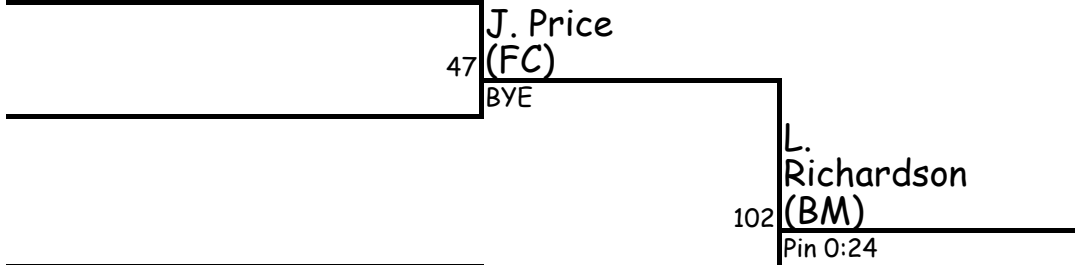 J. Price
47 (FC)
BYE
L.
Richardson
102 (BM)
Pin 0:24